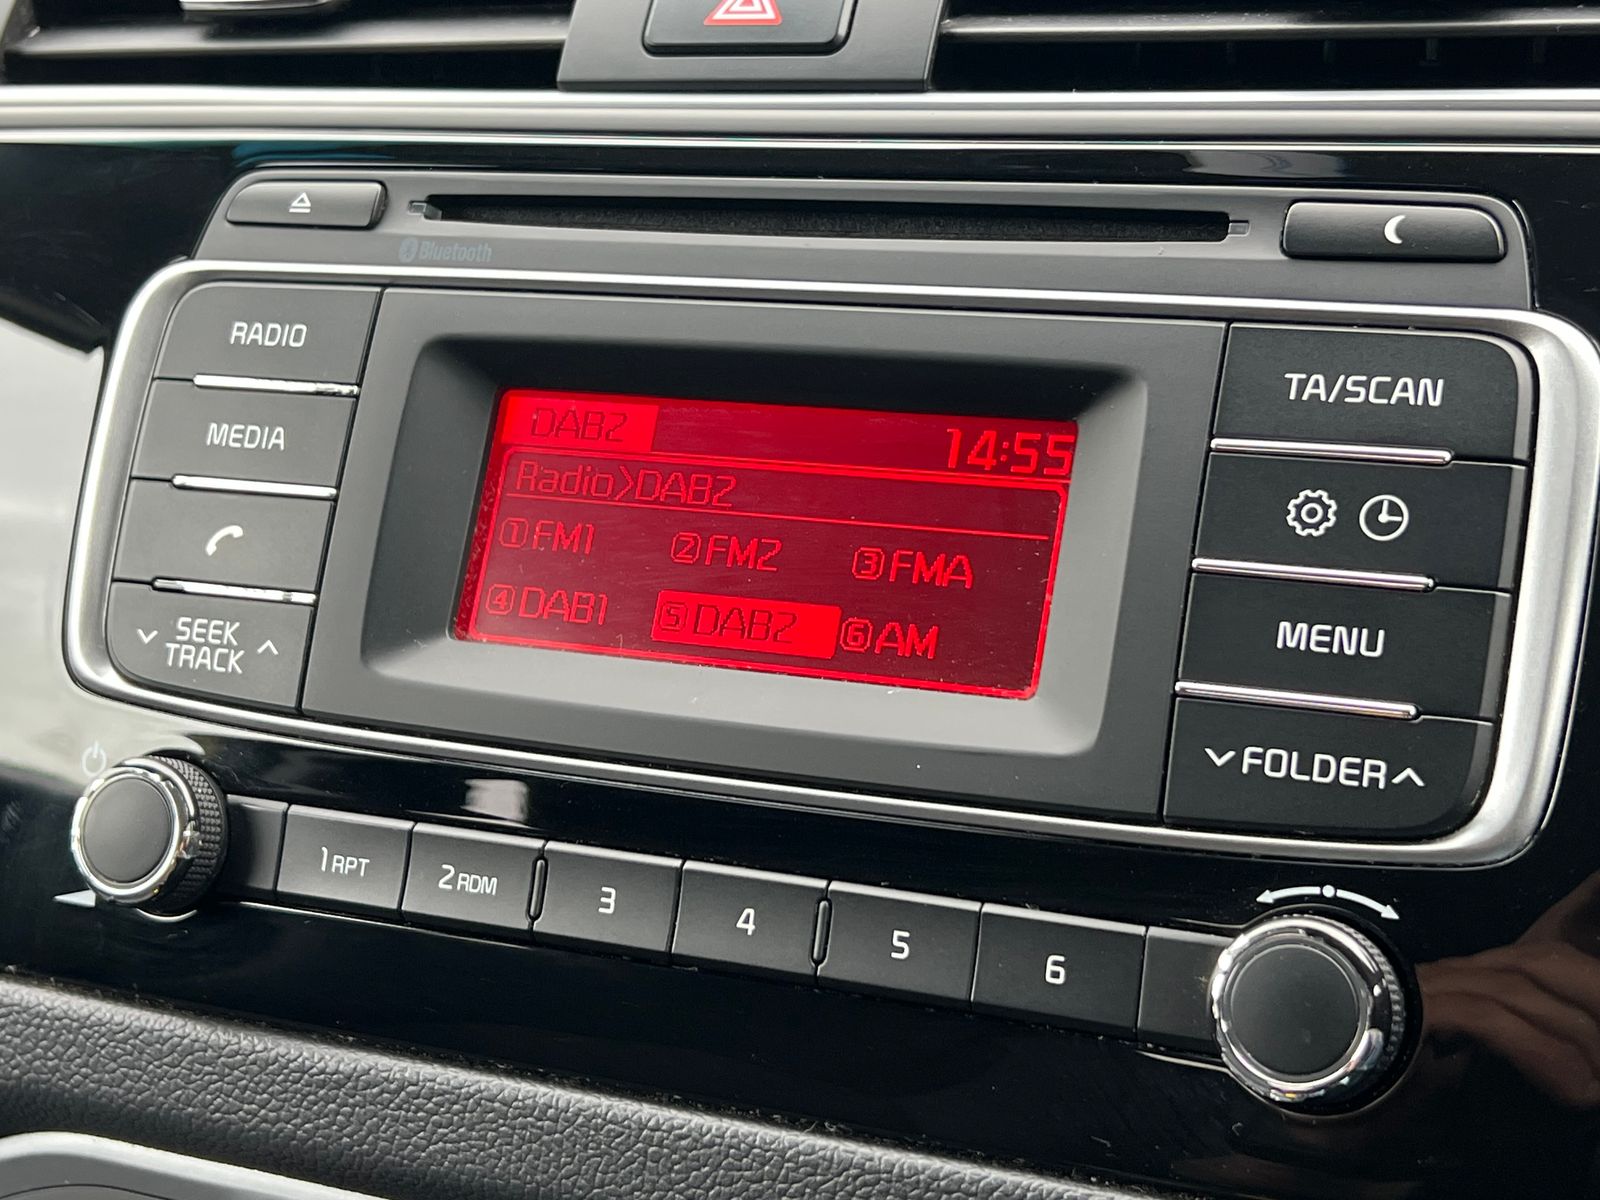 Bluetooth
RADIO
MEDIA
SEEK
TRACK
DAB2
14:55
Radio>DAB2
①FM1 ②FM2 ③FMA
④DAB1 ⑤DAB2 ⑥AM
TA/SCAN
MENU
FOLDER
1 RPT
2 RDM
3
4
5
6